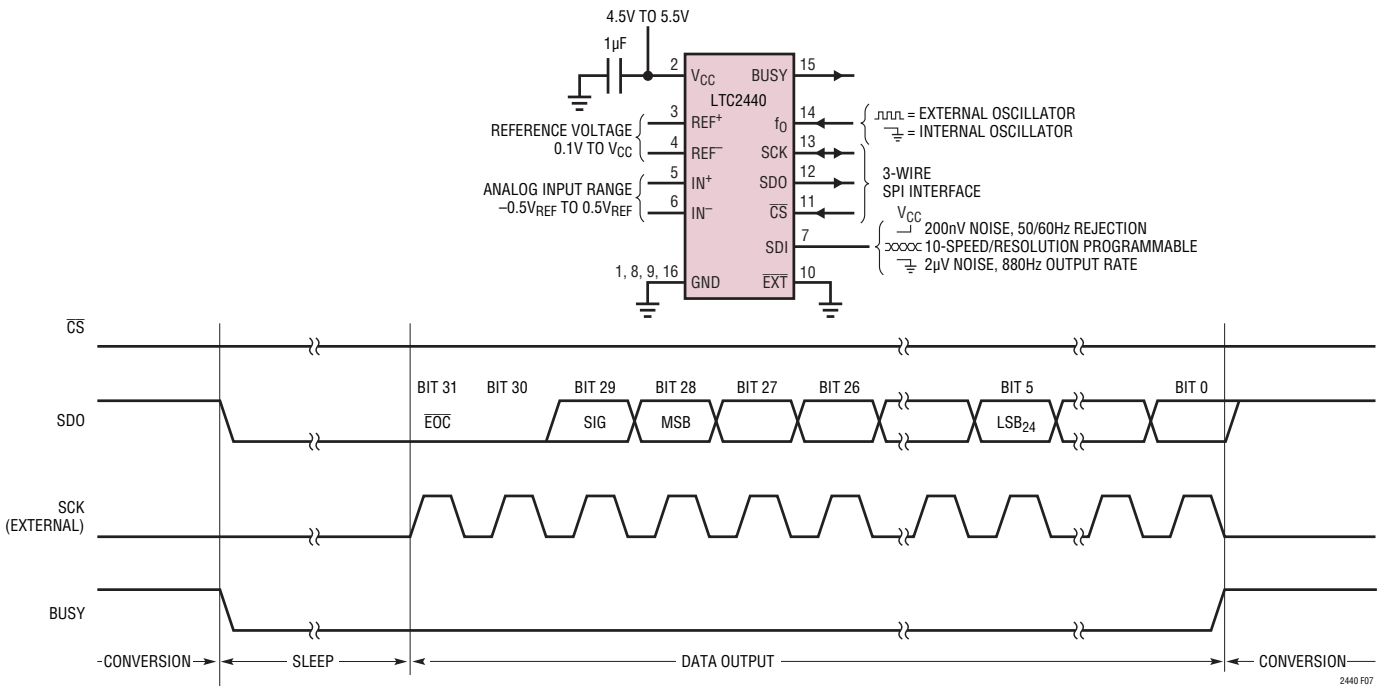 4.5V TO 5.5V
1µF
2
VCC
BUSY
15
LTC2440
3
REF+
fO
14
= EXTERNAL OSCILLATOR
= INTERNAL OSCILLATOR
REFERENCE VOLTAGE
0.1V TO VCC
4
REF–
SCK
13
3-WIRE
SPI INTERFACE
ANALOG INPUT RANGE
–0.5VREF TO 0.5VREF
5
IN+
SDO
12
6
IN–
CS
11
VCC
200nV NOISE, 50/60Hz REJECTION
SDI
7
10-SPEED/RESOLUTION PROGRAMMABLE
2µV NOISE, 880Hz OUTPUT RATE
1, 8, 9, 16
GND
EXT
10
CS
BIT 31
BIT 30
BIT 29
BIT 28
BIT 27
BIT 26
BIT 5
BIT 0
SDO
EOC
SIG
MSB
LSB24
SCK
(EXTERNAL)
BUSY
CONVERSION
SLEEP
DATA OUTPUT
CONVERSION
2440 F07